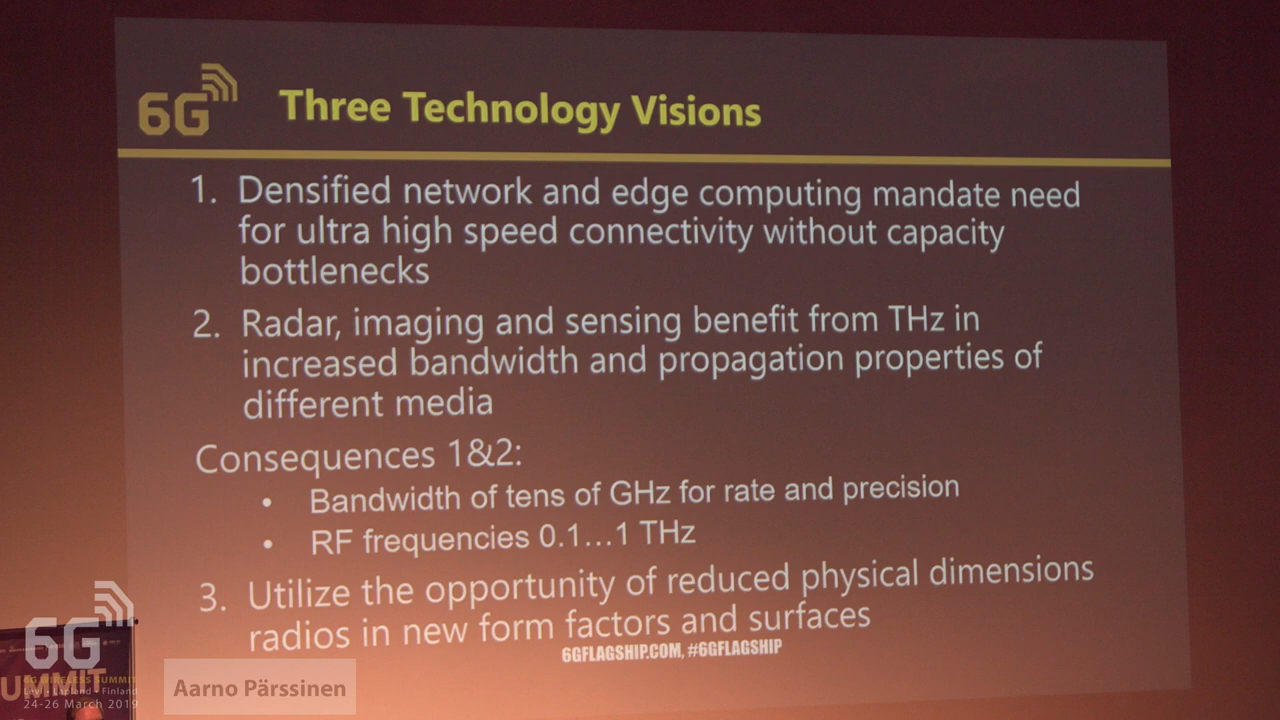 6G
Three Technology Visions
1. Densified network and edge computing mandate need
for ultra high speed connectivity without capacity
bottlenecks
2. Radar, imaging and sensing benefit from THz in
increased bandwidth and propagation properties of
different media
Consequences 1&2:
• Bandwidth of tens of GHz for rate and precision
• RF frequencies 0.1...1 THz
3. Utilize the opportunity of reduced physical dimensions
radios in new form factors and surfaces
6GFLAGSHIP.COM, #6GFLAGSHIP
6G
UMMIT
6G WIRELESS SUMMIT
Levi • Lapland • Finland
24-26 March 2019
Aarno Pärssinen